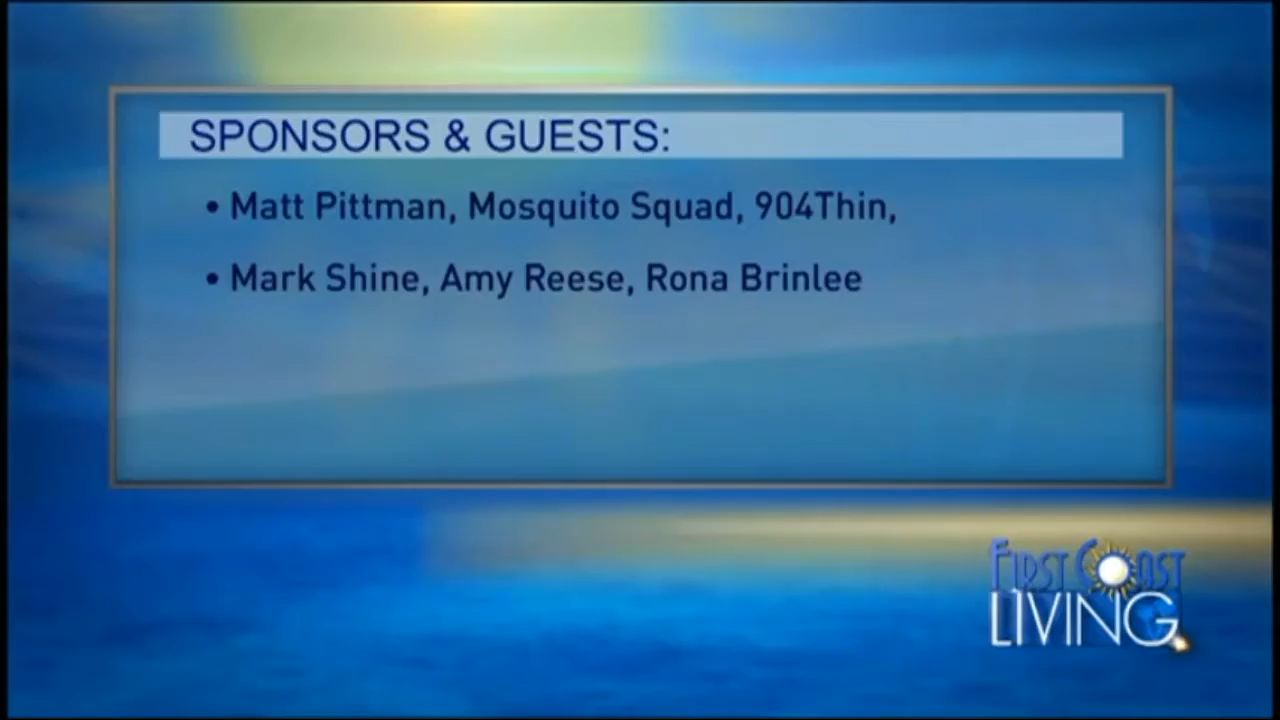 SPONSORS & GUESTS:
• Matt Pittman, Mosquito Squad, 904Thin,
• Mark Shine, Amy Reese, Rona Brinlee
FIRST COAST
LIVING